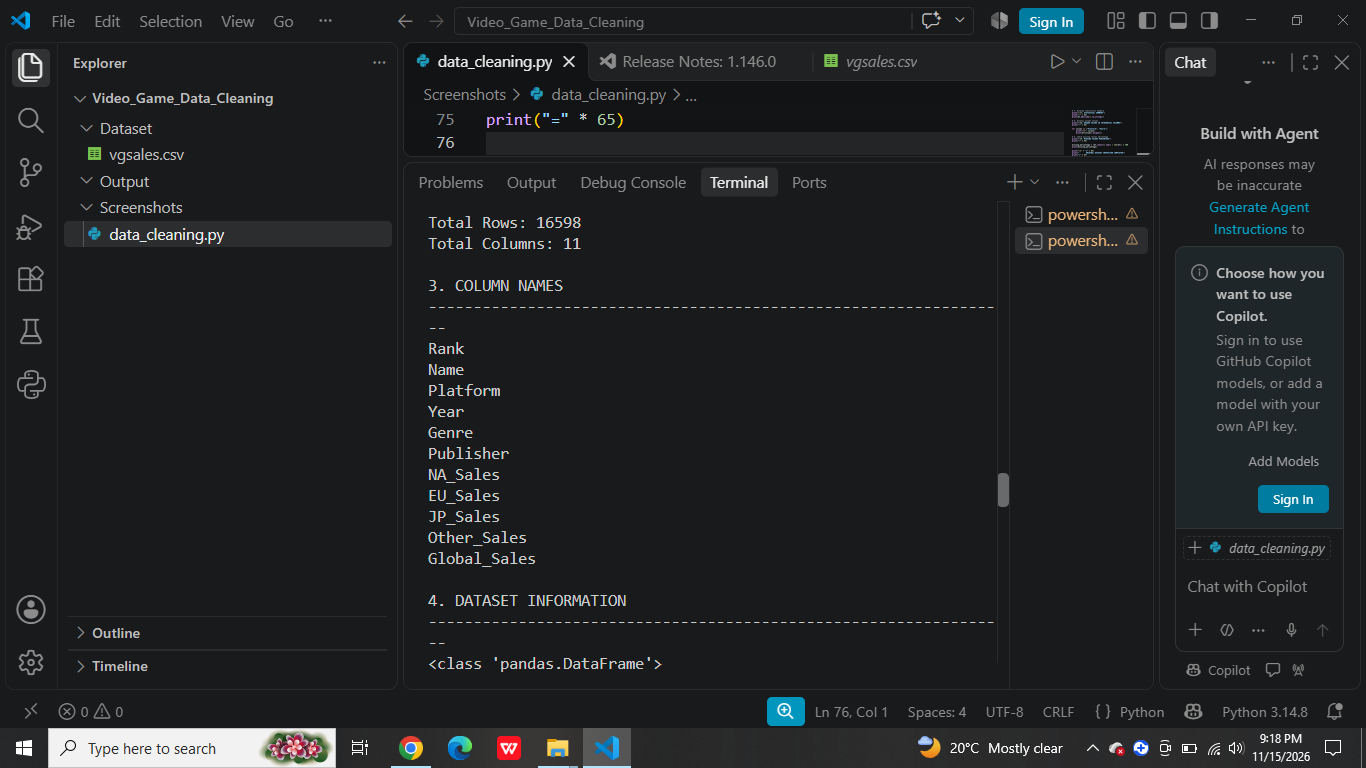 File Edit Selection View Go ···
Video_Game_Data_Cleaning
Sign In
Explorer
Video_Game_Data_Cleaning
Dataset
vgsales.csv
Output
Screenshots
data_cleaning.py
Outline
Timeline
data_cleaning.py
Release Notes: 1.146.0
vgsales.csv
Screenshots > data_cleaning.py > ...
75 print("=" * 65)
76
Problems Output Debug Console Terminal Ports
Total Rows: 16598
Total Columns: 11
3. COLUMN NAMES
---------------------------------------------------------------
--
Rank
Name
Platform
Year
Genre
Publisher
NA_Sales
EU_Sales
JP_Sales
Other_Sales
Global_Sales
4. DATASET INFORMATION
---------------------------------------------------------------
--
<class 'pandas.DataFrame'>
powersh...
powersh...
Chat
Build with Agent
AI responses may
be inaccurate
Generate Agent
Instructions to
Choose how you
want to use
Copilot.
Sign in to use
GitHub Copilot
models, or add a
model with your
own API key.
Add Models
Sign In
data_cleaning.py
Chat with Copilot
Copilot
0 0
Ln 76, Col 1 Spaces: 4 UTF-8 CRLF {} Python Python 3.14.8
Type here to search
20°C Mostly clear
9:18 PM
11/15/2026